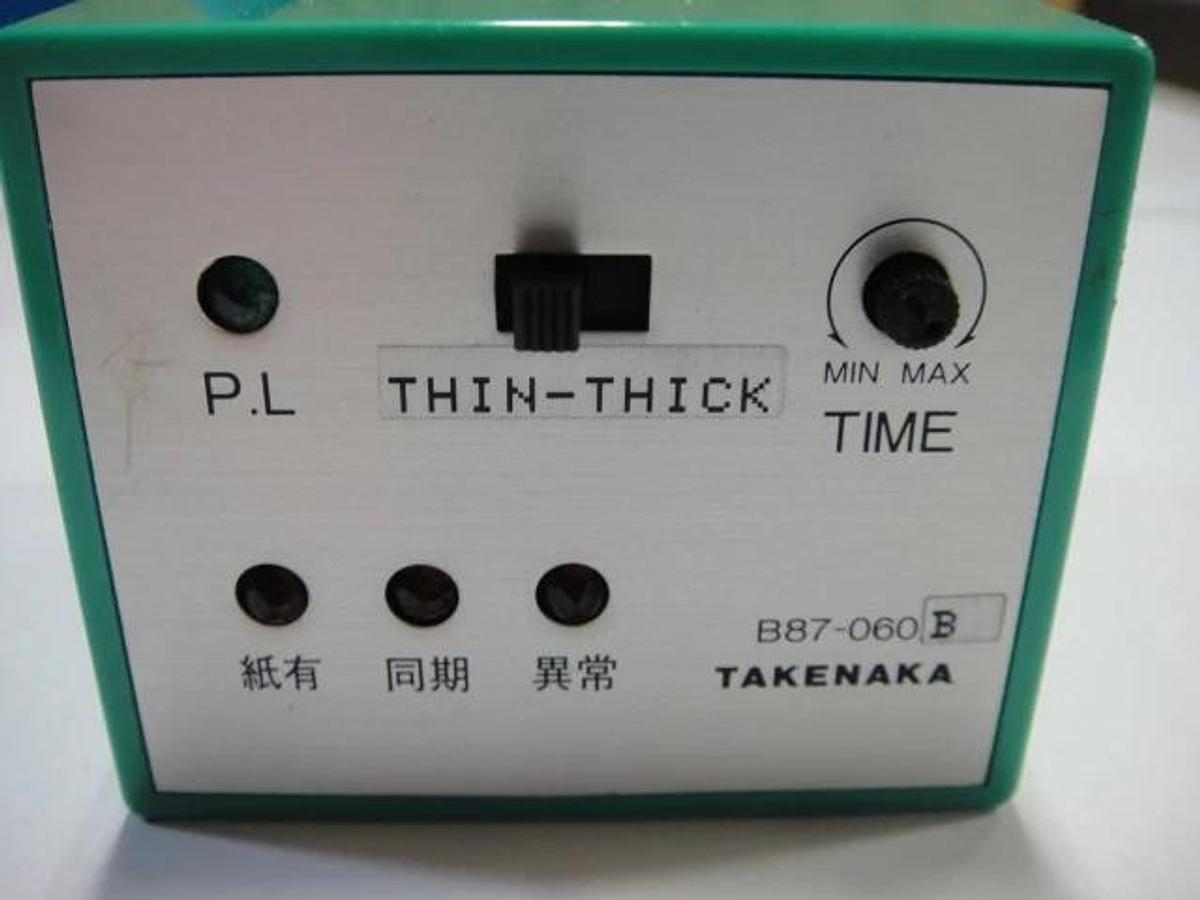 P.L
THIN-THICK
MIN MAX
TIME
紙有 同期 異常
B87-060B
TAKENAKA